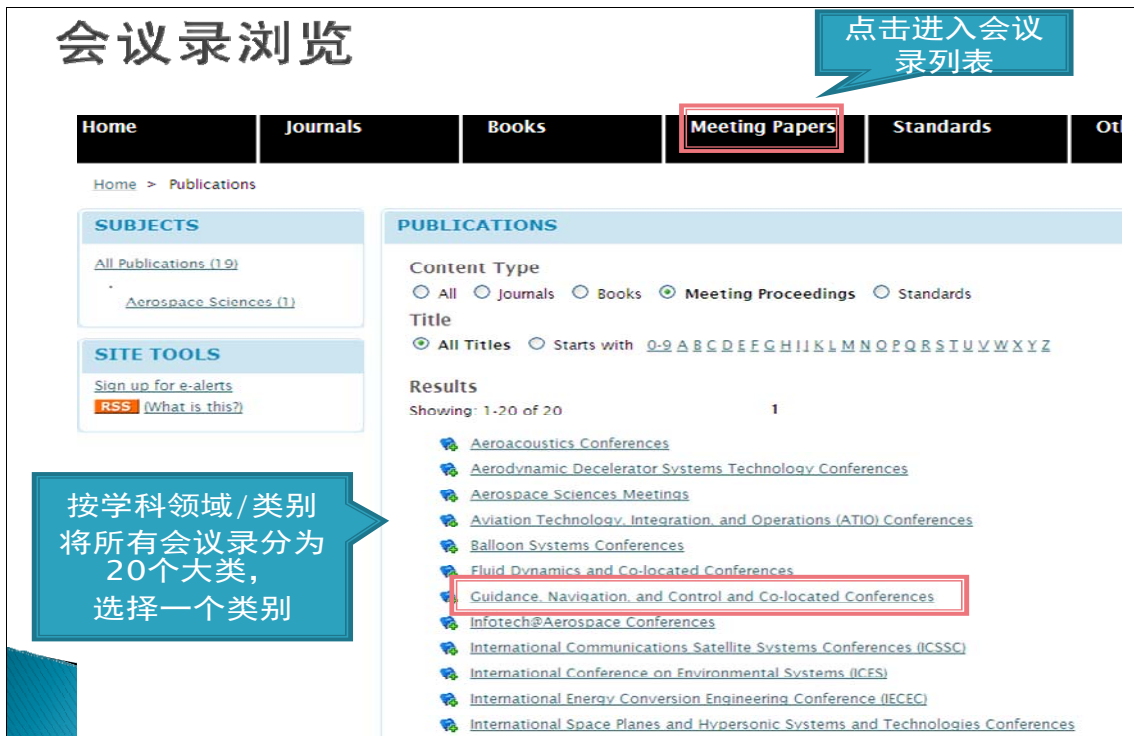 会议录浏览
点击进入会议
录列表
Home
Journals
Books
Meeting Papers
Standards
Home > Publications
SUBJECTS
All Publications (19)
Aerospace Sciences (1)
SITE TOOLS
Sign up for e-alerts
RSS (What is this?)
按学科领域/类别
将所有会议录分为
20个大类，
选择一个类别
PUBLICATIONS
Content Type
All Journals Books Meeting Proceedings Standards
Title
All Titles Starts with 0-9 A B C D E F G H I J K L M N O P Q R S T U V W X Y Z
Results
Showing: 1-20 of 20 1
Aeroacoustics Conferences
Aerodynamic Decelerator Systems Technology Conferences
Aerospace Sciences Meetings
Aviation Technology, Integration, and Operations (ATIO) Conferences
Balloon Systems Conferences
Fluid Dynamics and Co-located Conferences
Guidance, Navigation, and Control and Co-located Conferences
Infotech@Aerospace Conferences
International Communications Satellite Systems Conferences (ICSSC)
International Conference on Environmental Systems (ICES)
International Energy Conversion Engineering Conference (IECEC)
International Space Planes and Hypersonic Systems and Technologies Conferences